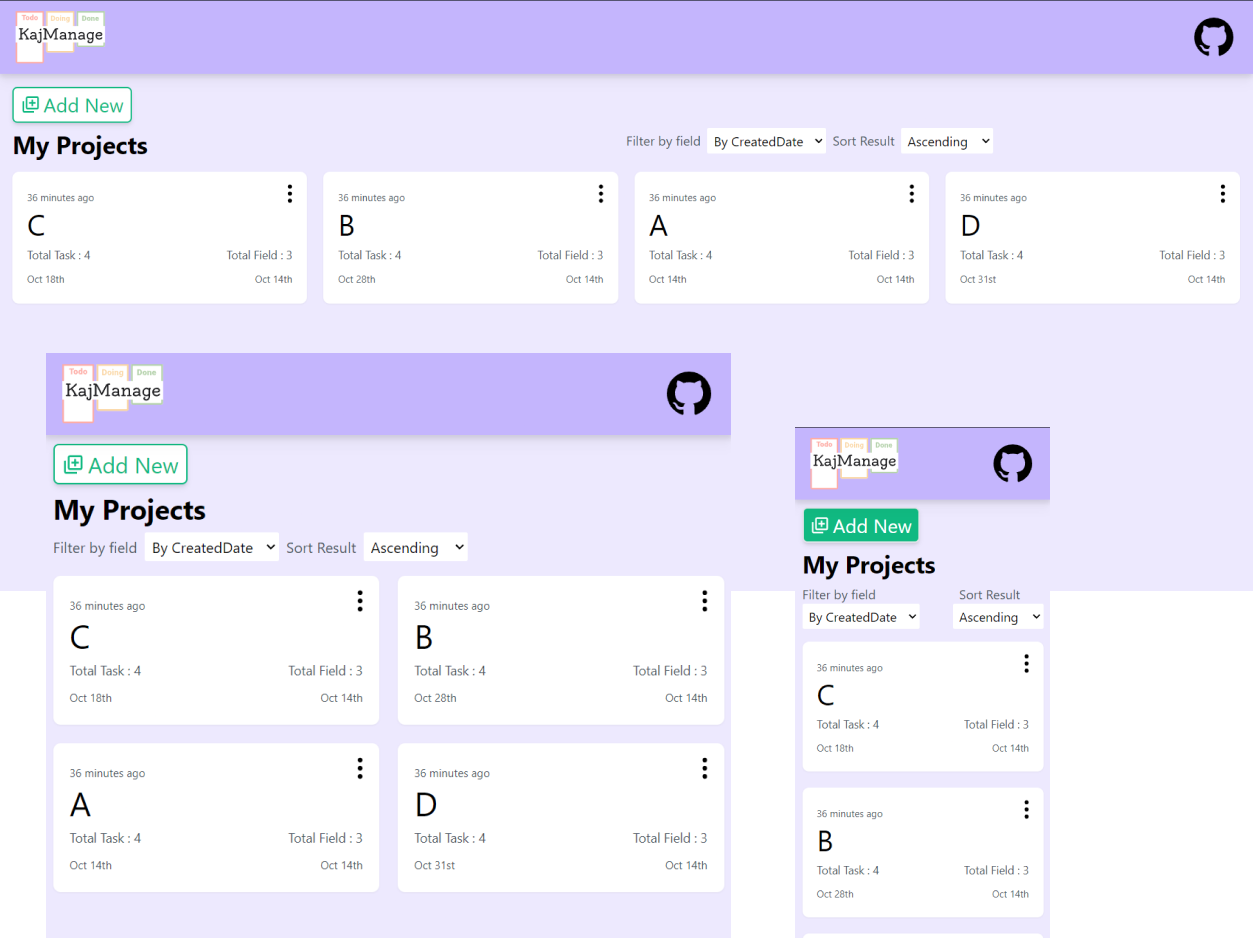 Todo Doing Done
KajManage
Add New
My Projects
Filter by field By CreatedDate Sort Result Ascending
36 minutes ago
C
Total Task : 4 Total Field : 3
Oct 18th Oct 14th
36 minutes ago
B
Total Task : 4 Total Field : 3
Oct 28th Oct 14th
36 minutes ago
A
Total Task : 4 Total Field : 3
Oct 14th Oct 14th
36 minutes ago
D
Total Task : 4 Total Field : 3
Oct 31st Oct 14th
Todo Doing Done
KajManage
Add New
My Projects
Filter by field By CreatedDate Sort Result Ascending
36 minutes ago
C
Total Task : 4 Total Field : 3
Oct 18th Oct 14th
36 minutes ago
B
Total Task : 4 Total Field : 3
Oct 28th Oct 14th
36 minutes ago
A
Total Task : 4 Total Field : 3
Oct 14th Oct 14th
36 minutes ago
D
Total Task : 4 Total Field : 3
Oct 31st Oct 14th
Todo Doing Done
KajManage
Add New
My Projects
Filter by field Sort Result
By CreatedDate Ascending
36 minutes ago
C
Total Task : 4 Total Field : 3
Oct 18th Oct 14th
36 minutes ago
B
Total Task : 4 Total Field : 3
Oct 28th Oct 14th